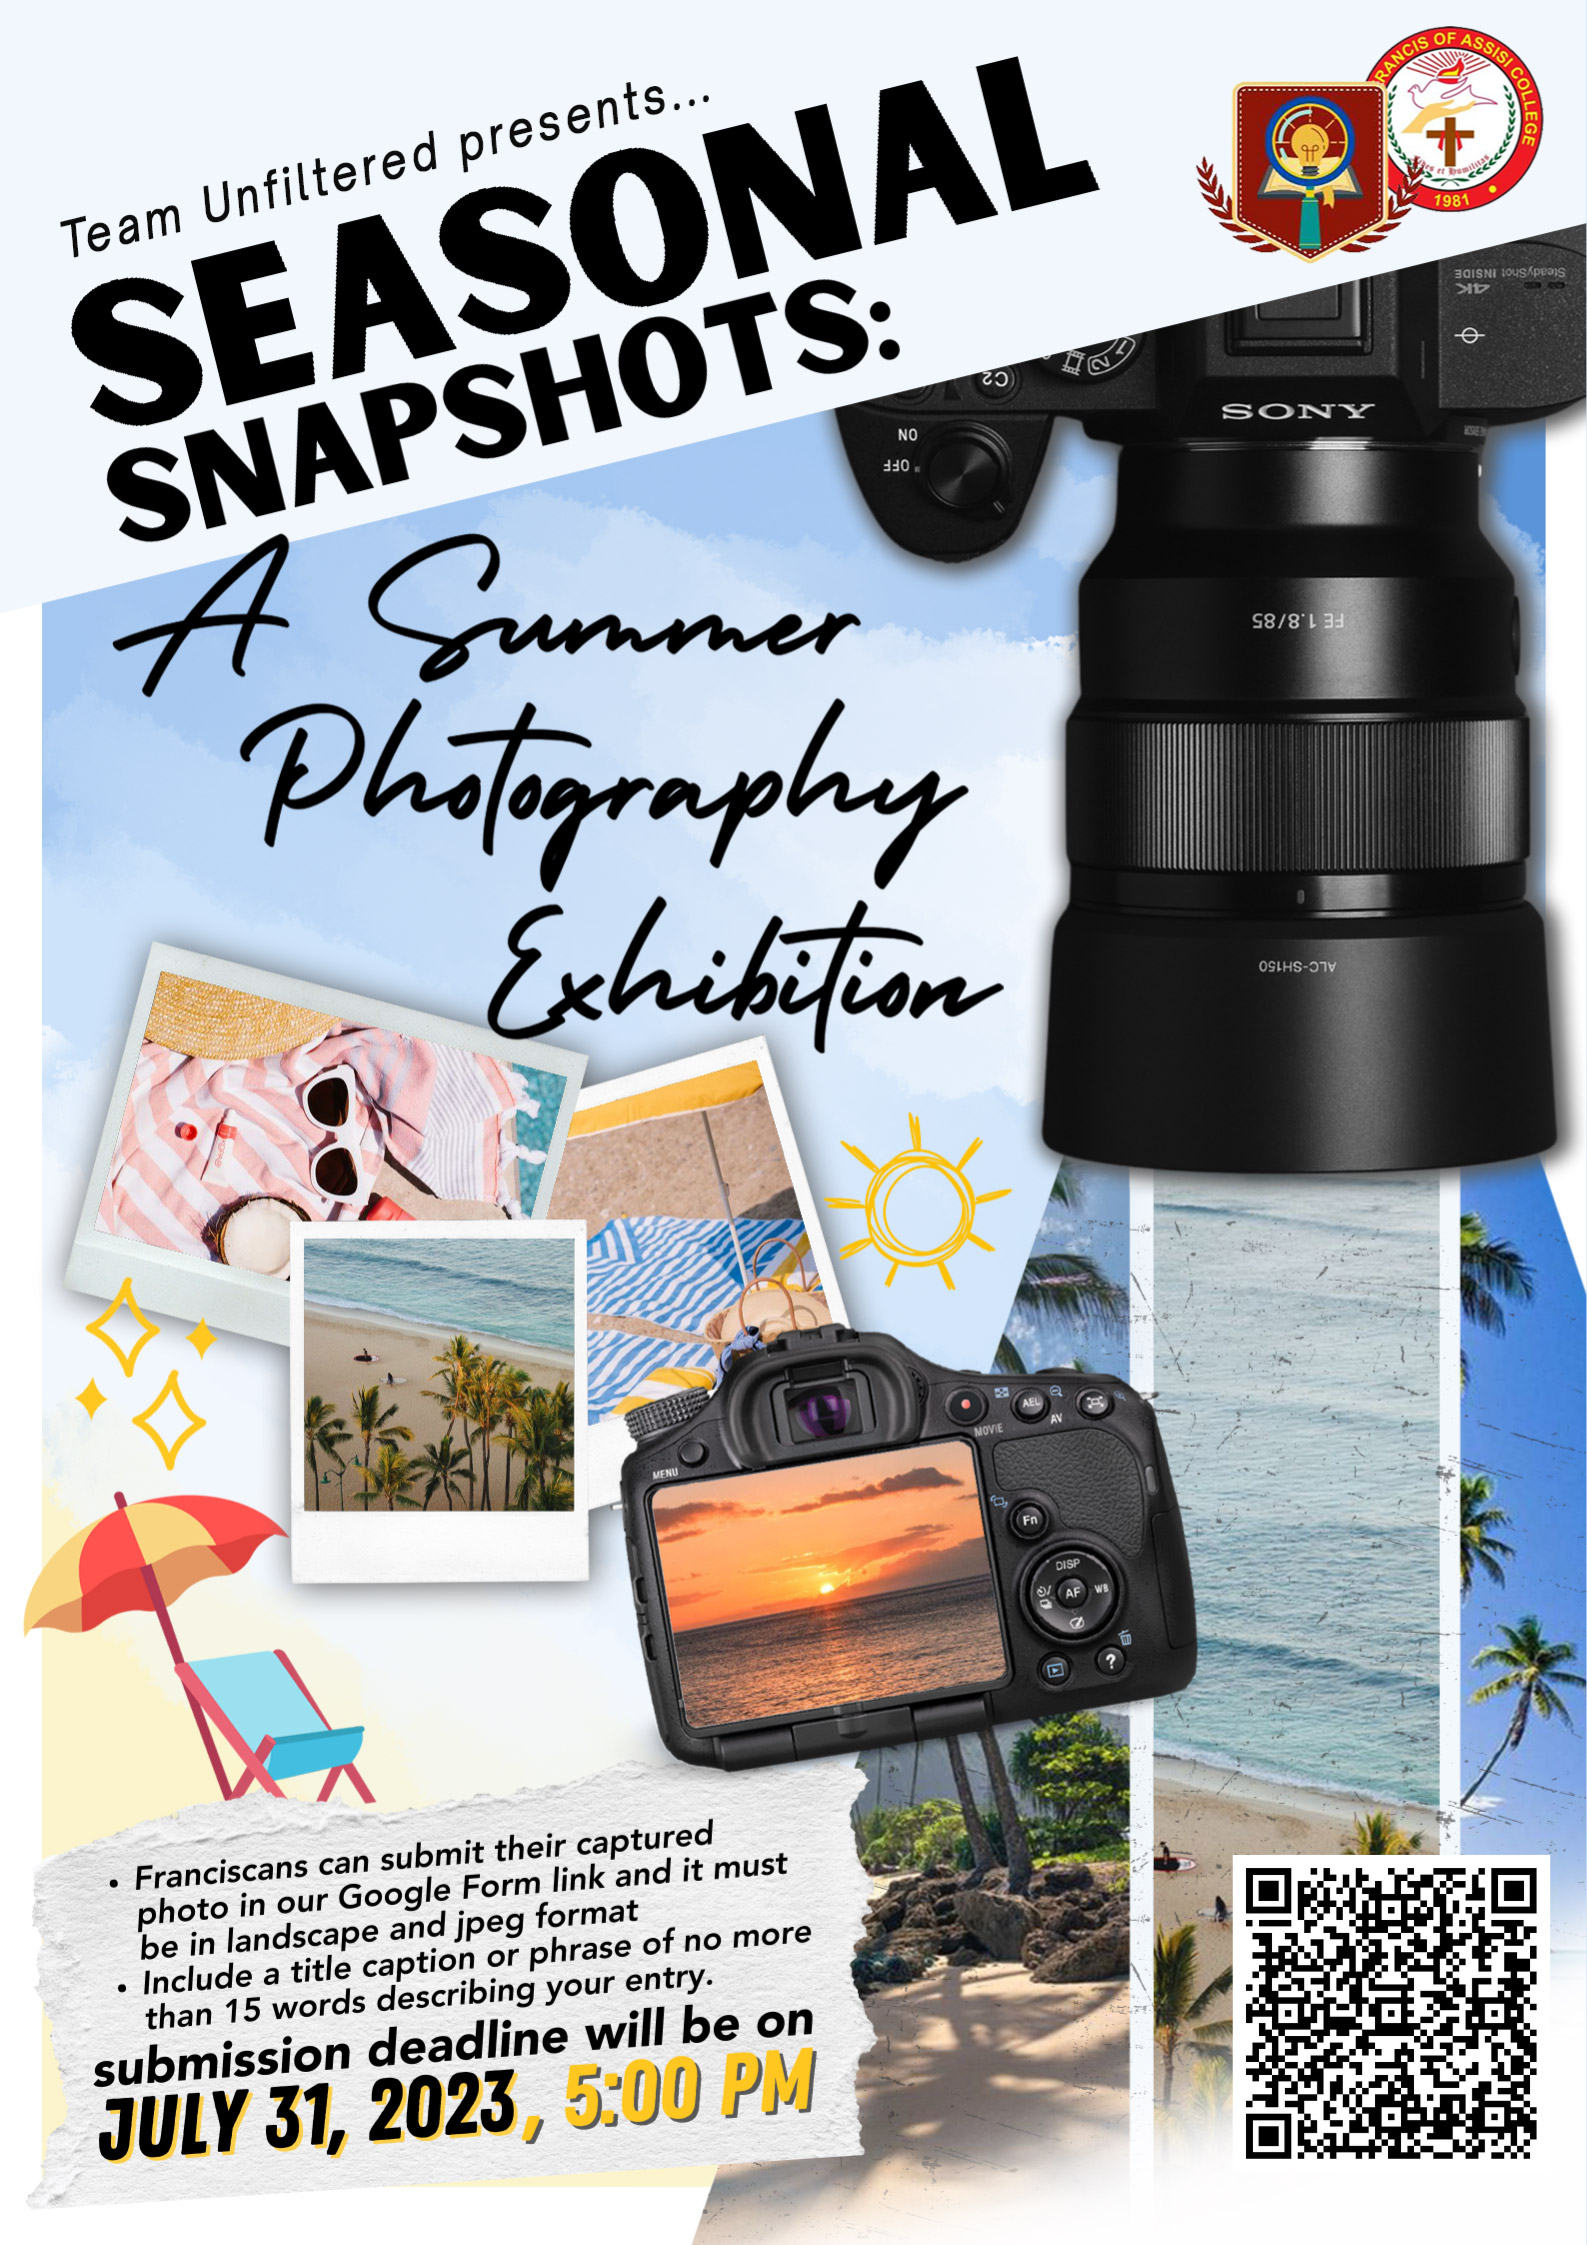 Team Unfiltered presents...
SEASONAL
SNAPSHOTS:
A Summer
Photography
Exhibition
RANCIS OF ASSISI COLLEGE
1981
SteadyShot INSIDE
4K
C2
ON
OFF
SONY
FE 1.8/85
ALC-SH150
MENU
MOVIE
AEL
AV
Fn
DISP
AF
WB
?
• Franciscans can submit their captured
photo in our Google Form link and it must
be in landscape and jpeg format
• Include a title caption or phrase of no more
than 15 words describing your entry.
submission deadline will be on
JULY 31, 2023, 5:00 PM